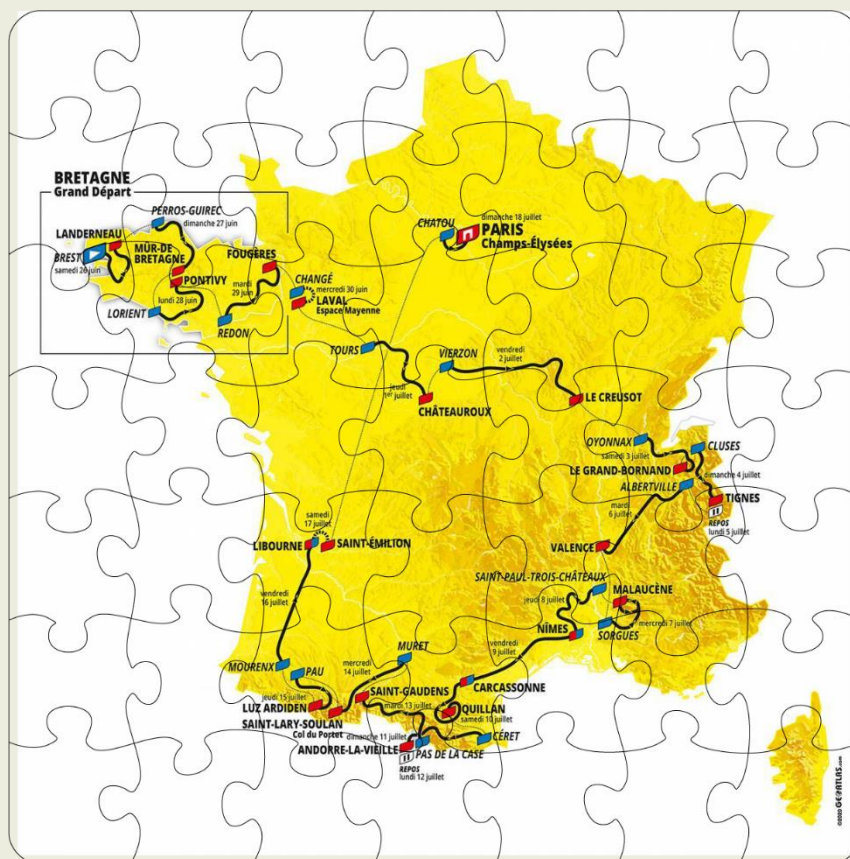 BRETAGNE
Grand Départ
PERROS-GUIREC
dimanche 27 juin
LANDERNEAU
BREST
samedi 26 juin
MÛR-DE
BRETAGNE
PONTIVY
lundi 28 juin
LORIENT
FOUGÈRES
mardi
29 juin
REDON
CHANGÉ
mercredi 30 juin
LAVAL
Espace Mayenne
CHATOU
dimanche 18 juillet
PARIS
Champs-Élysées
TOURS
jeudi
1er juillet
CHÂTEAUROUX
VIERZON
vendredi
2 juillet
LE CREUSOT
OYONNAX
samedi 3 juillet
LE GRAND-BORNAND
CLUSES
dimanche 4 juillet
TIGNES
REPOS
lundi 5 juillet
ALBERTVILLE
mardi
6 juillet
VALENCE
SAINT-PAUL-TROIS-CHÂTEAUX
jeudi 8 juillet
MALAUCÈNE
mercredi 7 juillet
SORGUES
NÎMES
vendredi
9 juillet
CARCASSONNE
QUILLAN
samedi 10 juillet
CÉRET
dimanche 11 juillet
ANDORRE-LA-VIEILLE
REPOS
lundi 12 juillet
PAS DE LA CASE
mardi 13 juillet
SAINT-GAUDENS
MURET
mercredi
14 juillet
SAINT-LARY-SOULAN
Col du Portet
PAU
jeudi 15 juillet
LUZ ARDIDEN
MOURENX
vendredi
16 juillet
LIBOURNE
samedi
17 juillet
SAINT-ÉMILION